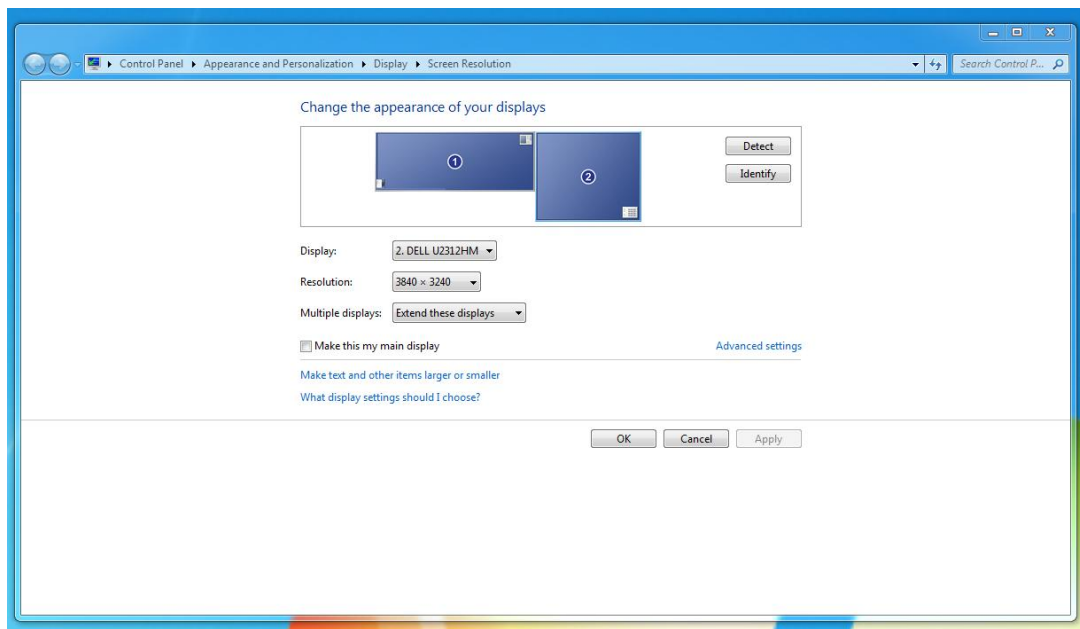 Control Panel ▸ Appearance and Personalization ▸ Display ▸ Screen Resolution
Search Control P...
Change the appearance of your displays
1
2
Detect
Identify
Display: 2. DELL U2312HM
Resolution: 3840 × 3240
Multiple displays: Extend these displays
Make this my main display
Advanced settings
Make text and other items larger or smaller
What display settings should I choose?
OK Cancel Apply